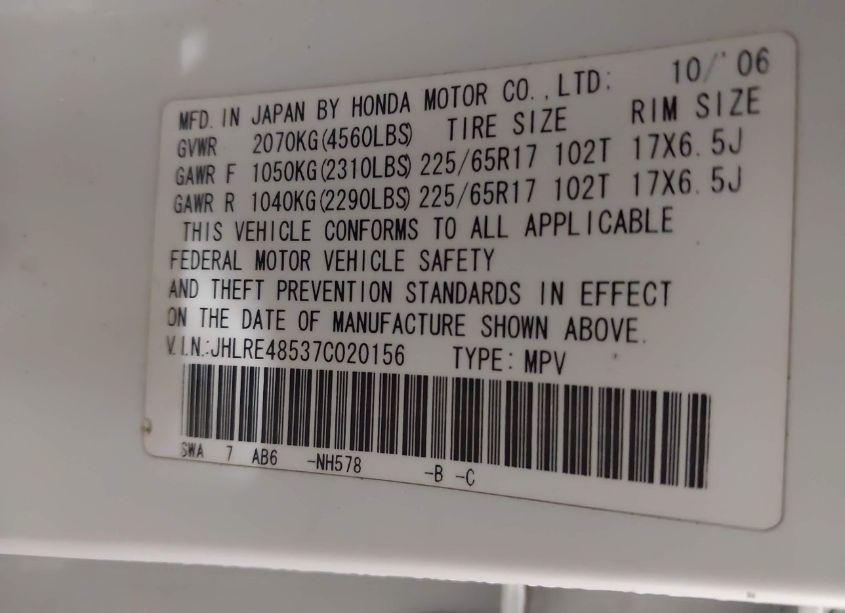 MFD. IN JAPAN BY HONDA MOTOR CO., LTD: 10/'06
GVWR 2070KG(4560LBS) TIRE SIZE RIM SIZE
GAWR F 1050KG(2310LBS) 225/65R17 102T 17X6.5J
GAWR R 1040KG(2290LBS) 225/65R17 102T 17X6.5J
THIS VEHICLE CONFORMS TO ALL APPLICABLE
FEDERAL MOTOR VEHICLE SAFETY
AND THEFT PREVENTION STANDARDS IN EFFECT
ON THE DATE OF MANUFACTURE SHOWN ABOVE.
V.I.N.:JHLRE48537C020156 TYPE: MPV
SWA 7 AB6 -NH578 -B -C